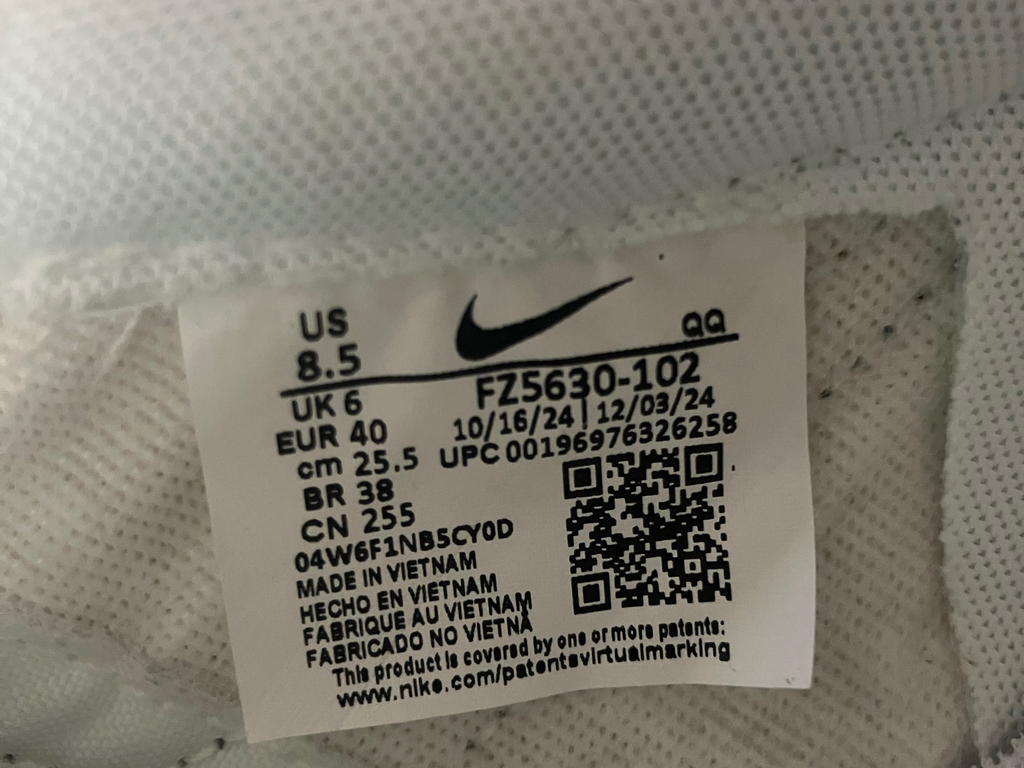 US
8.5
QQ
UK 6
FZ5630-102
EUR 40
10/16/24 | 12/03/24
cm 25.5
UPC 00196976326258
BR 38
CN 255
04W6F1NB5CY0D
MADE IN VIETNAM
HECHO EN VIETNAM
FABRIQUE AU VIETNAM
FABRICADO NO VIETNÃ
This product is covered by one or more patents:
www.nike.com/patentsvirtualmarking